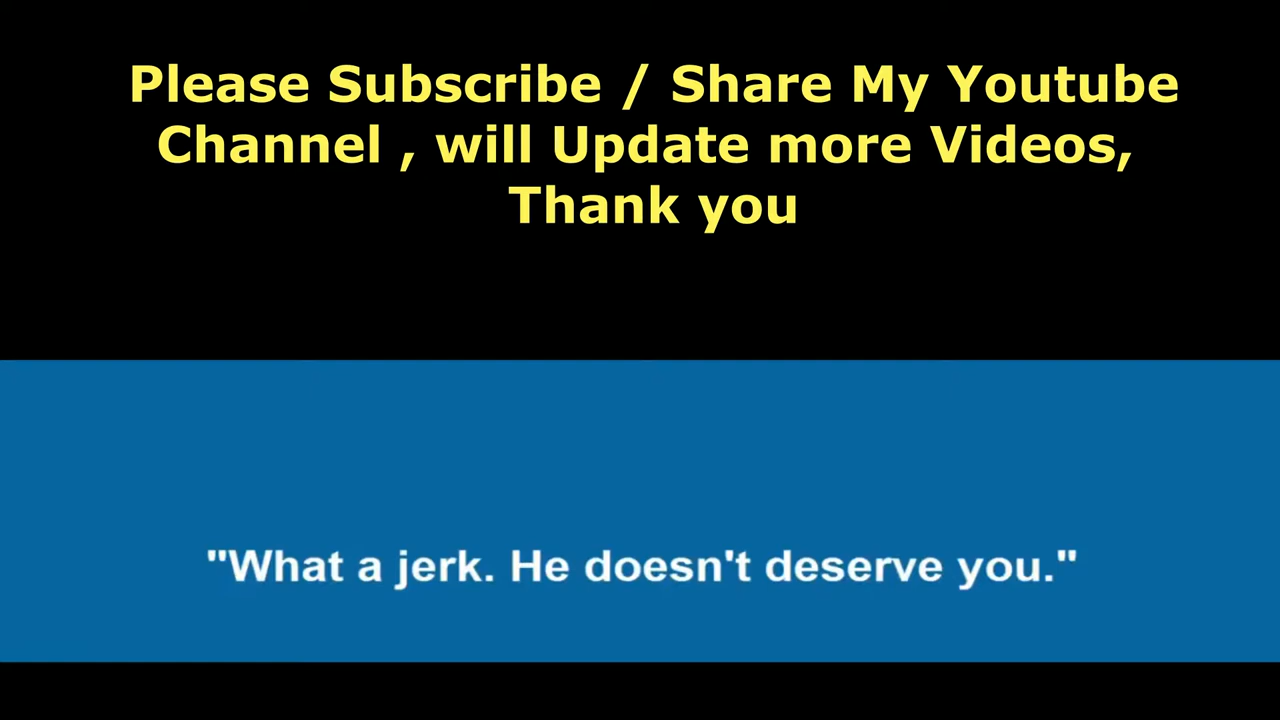 Please Subscribe / Share My Youtube
Channel , will Update more Videos,
Thank you
"What a jerk. He doesn't deserve you."